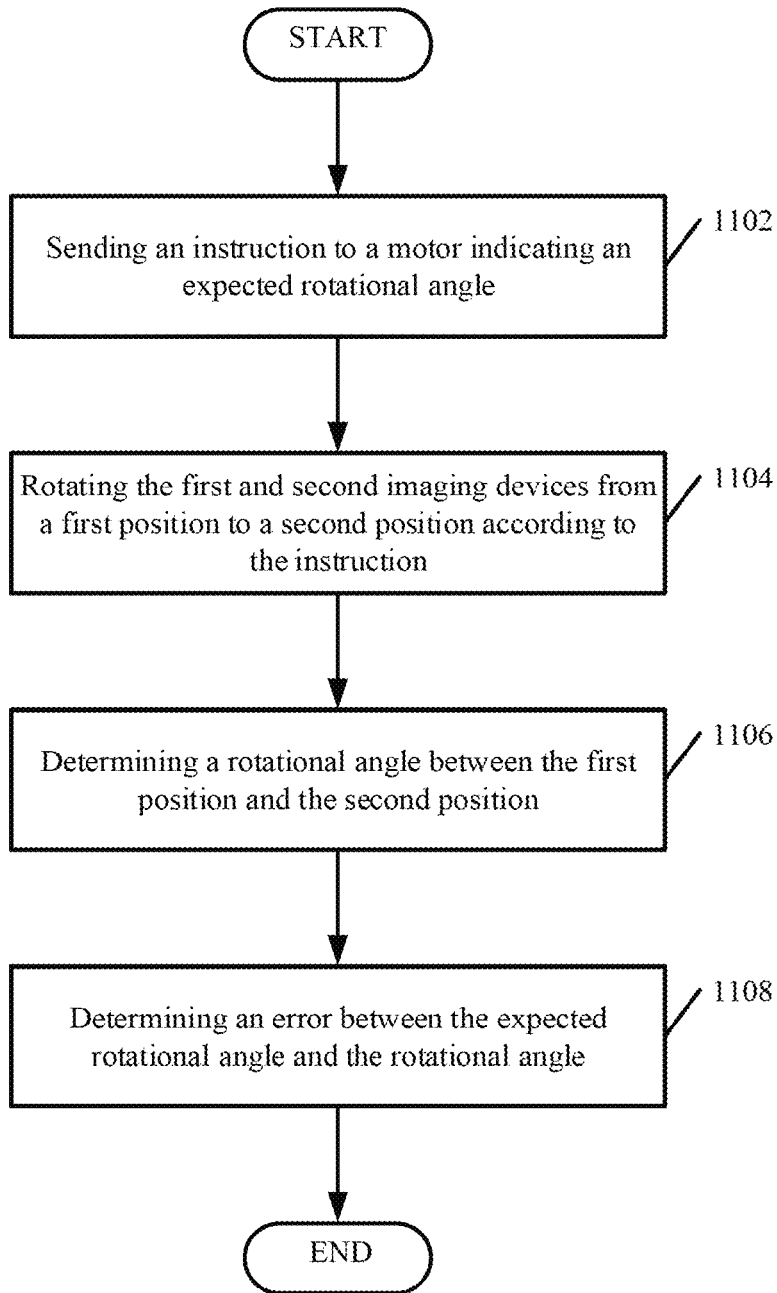 START
Sending an instruction to a motor indicating an
expected rotational angle
1102
Rotating the first and second imaging devices from
a first position to a second position according to
the instruction
1104
Determining a rotational angle between the first
position and the second position
1106
Determining an error between the expected
rotational angle and the rotational angle
1108
END